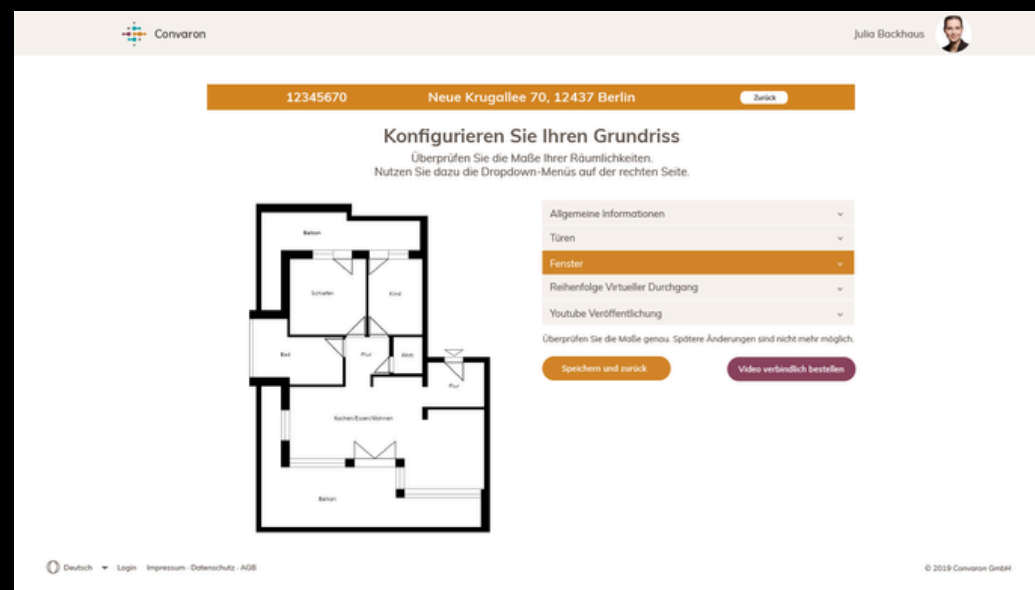 Convaron
Julia Backhaus
12345670
Neue Krugallee 70, 12437 Berlin
Zurück
Konfigurieren Sie Ihren Grundriss
Überprüfen Sie die Maße Ihrer Räumlichkeiten.
Nutzen Sie dazu die Dropdown-Menüs auf der rechten Seite.
Balkon
Schlafen
Kind
Bad
Flur
Abst.
Flur
Kochen/Essen/Wohnen
Balkon
Allgemeine Informationen
Türen
Fenster
Reihenfolge Virtueller Durchgang
Youtube Veröffentlichung
Überprüfen Sie die Maße genau. Spätere Änderungen sind nicht mehr möglich.
Speichern und zurück
Video verbindlich bestellen
Deutsch
Login
Impressum · Datenschutz · AGB
© 2019 Convaron GmbH